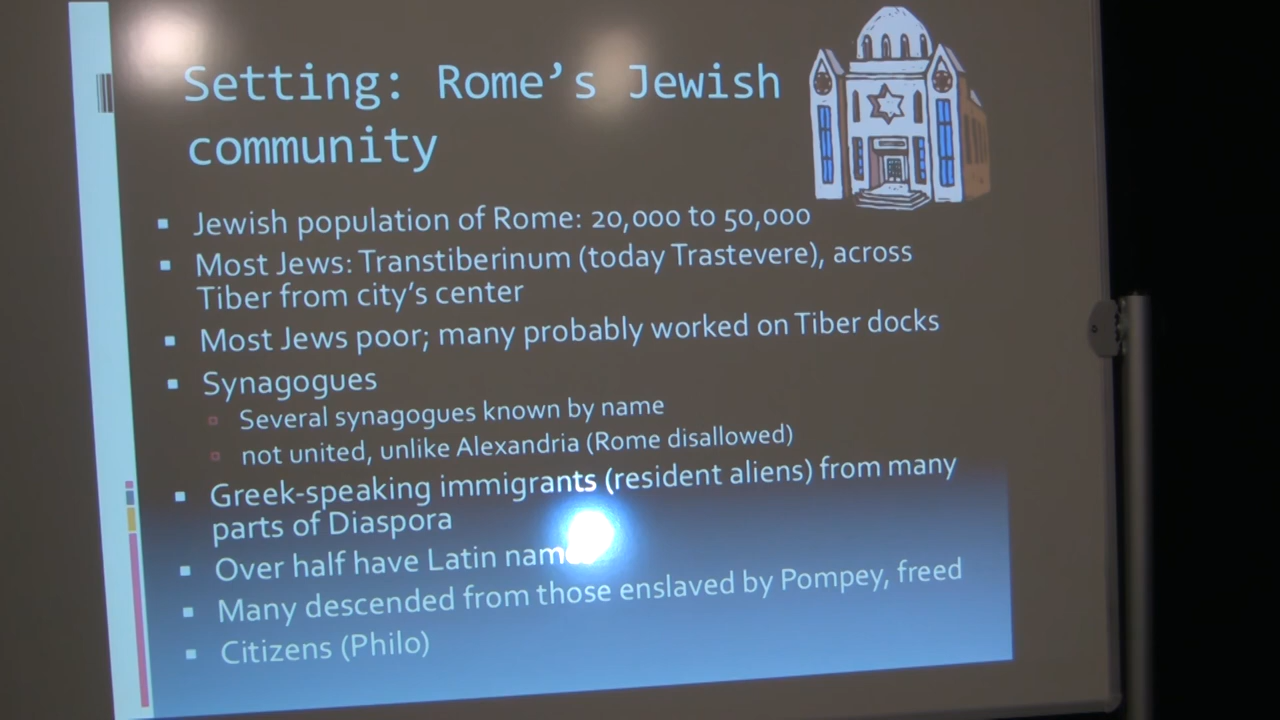 Setting: Rome's Jewish
community
Jewish population of Rome: 20,000 to 50,000
Most Jews: Transtiberinum (today Trastevere), across
Tiber from city's center
Most Jews poor; many probably worked on Tiber docks
Synagogues
Several synagogues known by name
not united, unlike Alexandria (Rome disallowed)
Greek-speaking immigrants (resident aliens) from many
parts of Diaspora
Over half have Latin
Many descended from those enslaved by Pompey, freed
Citizens (Philo)